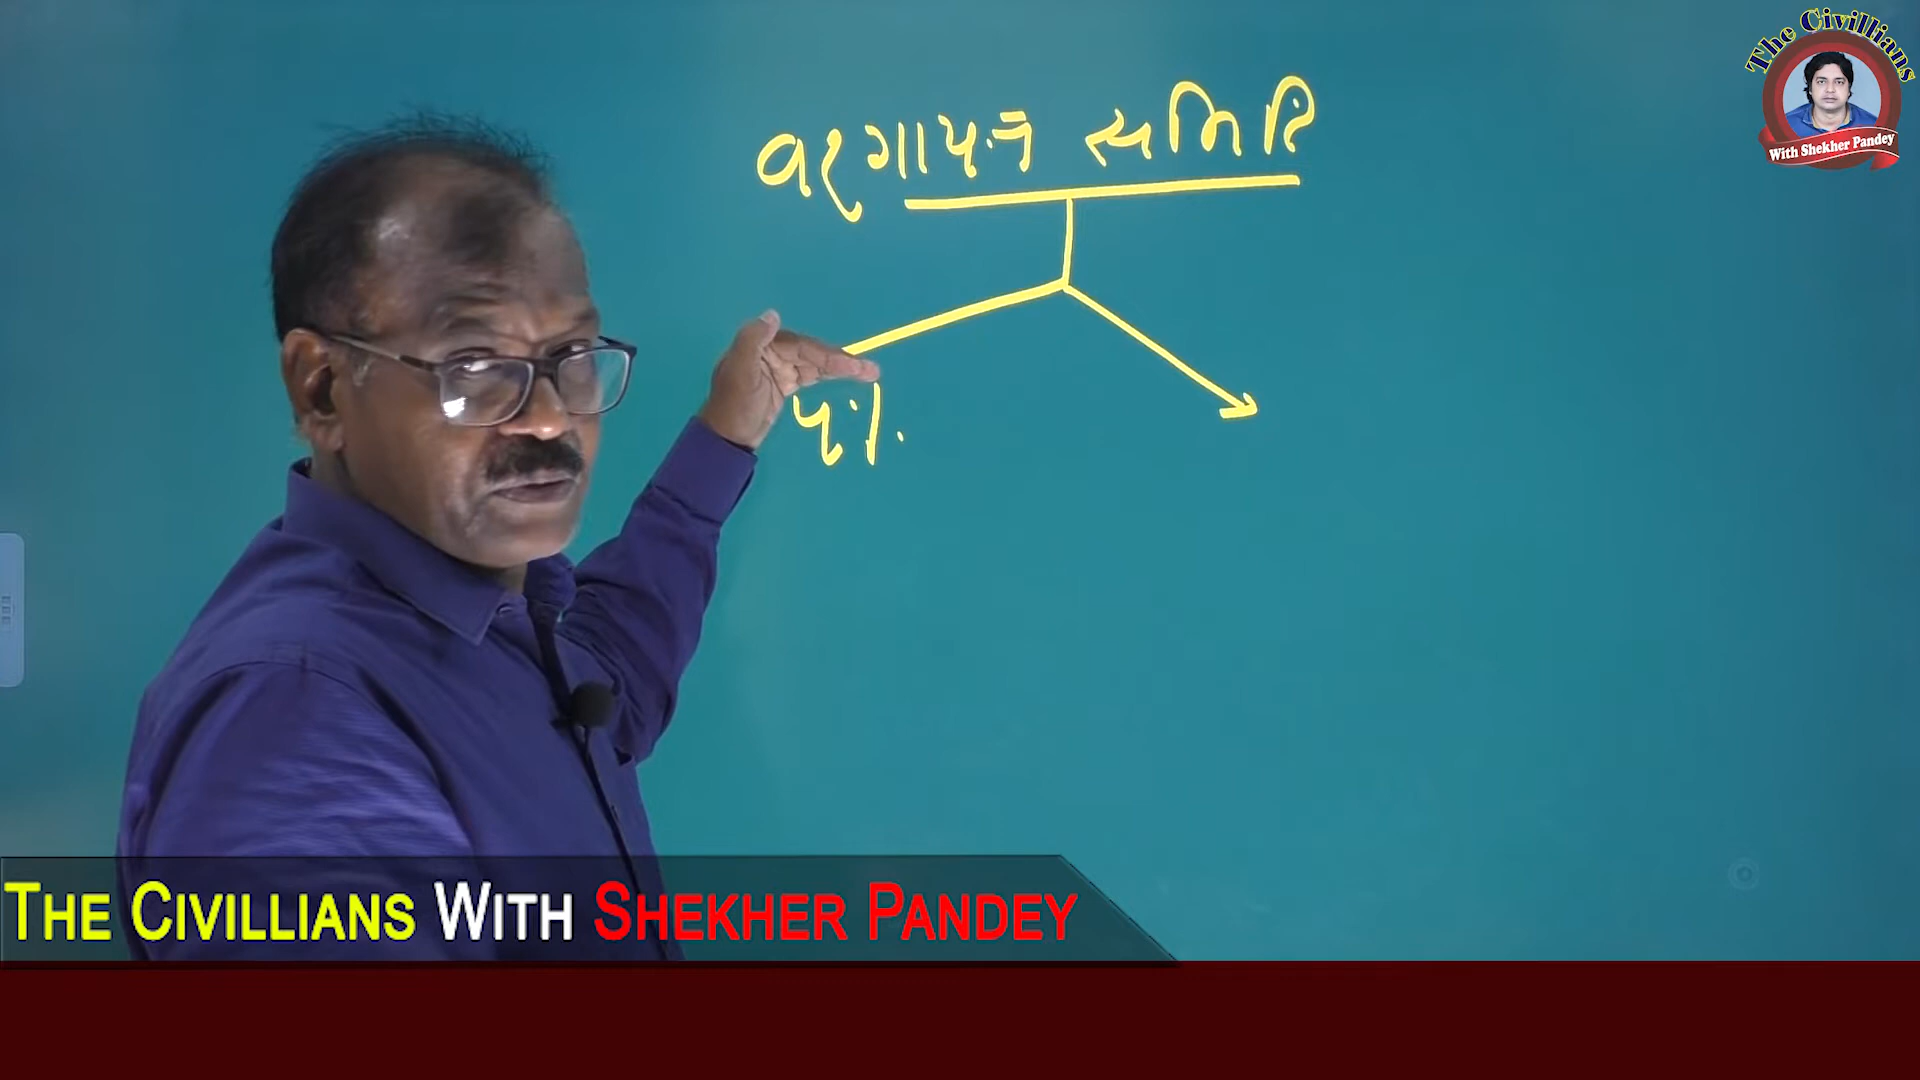 The Civillians
With Shekher Pandey
समिति
The Civillians With Shekher Pandey